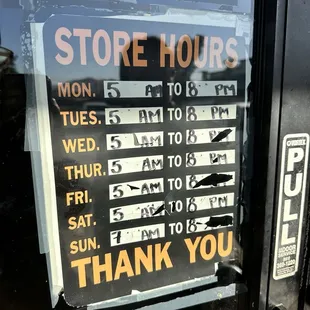 STORE HOURS
MON. 5 AM TO 8 PM
TUES. 5 AM TO 8 PM
WED. 5 AM TO 8
THUR. 5 AM TO 8 PM
FRI. 5 AM TO 8
SAT. 5 AM TO 8 PM
SUN. 7 AM TO 8
THANK YOU
PULL